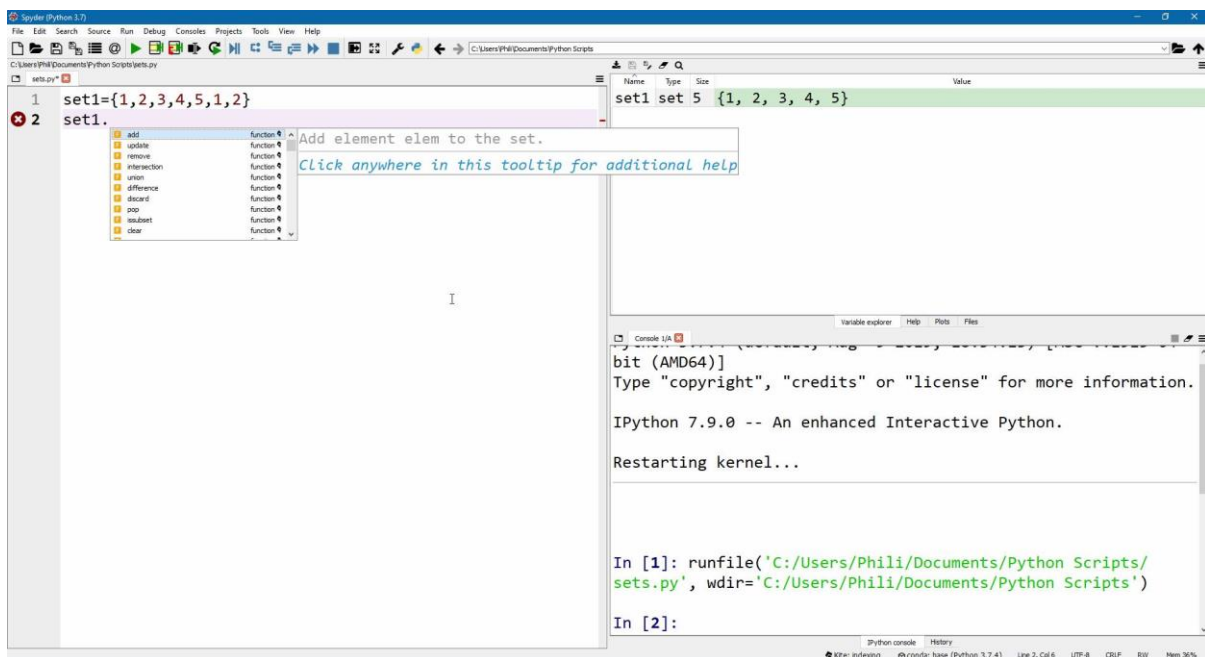 Spyder (Python 3.7)
File Edit Search Source Run Debug Consoles Projects Tools View Help
C:\Users\Phili\Documents\Python Scripts
C:\Users\Phili\Documents\Python Scripts\sets.py
sets.py*
1 set1={1,2,3,4,5,1,2}
2 set1.
add function
update function
remove function
intersection function
union function
difference function
discard function
pop function
issubset function
clear function
Add element elem to the set.
Click anywhere in this tooltip for additional help
Name Type Size Value
set1 set 5 {1, 2, 3, 4, 5}
Variable explorer Help Plots Files
Console 1/A
bit (AMD64)]
Type "copyright", "credits" or "license" for more information.
IPython 7.9.0 -- An enhanced Interactive Python.
Restarting kernel...
In [1]: runfile('C:/Users/Phili/Documents/Python Scripts/
sets.py', wdir='C:/Users/Phili/Documents/Python Scripts')
In [2]:
IPython console History
Kite: indexing conda: base (Python 3.7.4) Line 2, Col 6 UTF-8 CRLF RW Mem 36%